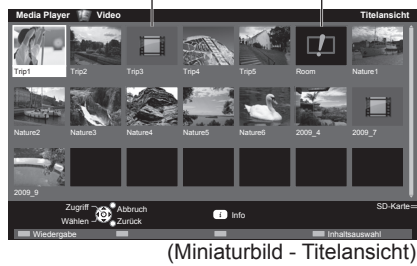 Media Player Video Titelansicht
Trip1 Trip2 Trip3 Trip4 Trip5 Room Nature1
Nature2 Nature3 Nature4 Nature5 Nature6 2009_4 2009_7
2009_9
Zugriff Abbruch
Wählen Zurück
i Info
SD-Karte
Wiedergabe Inhaltsauswahl
(Miniaturbild - Titelansicht)